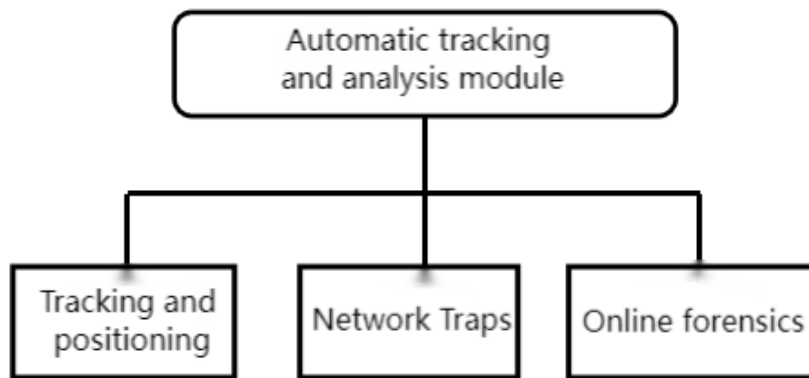 Automatic tracking
and analysis module
Tracking and
positioning
Network Traps
Online forensics